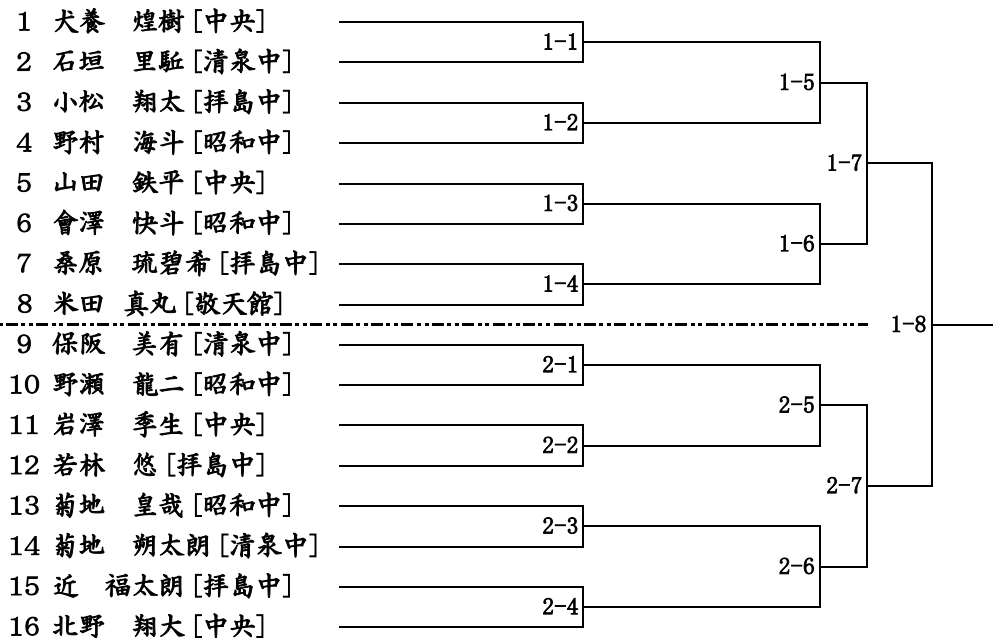 1 犬養 煌樹[中央]
1-1
2 石垣 里駈[清泉中]
1-5
3 小松 翔太[拝島中]
1-2
4 野村 海斗[昭和中]
1-7
5 山田 鉄平[中央]
1-3
6 會澤 快斗[昭和中]
1-6
7 桑原 琉碧希[拝島中]
1-4
8 米田 真丸[敬天館]
1-8
9 保阪 美有[清泉中]
2-1
10 野瀬 龍二[昭和中]
2-5
11 岩澤 季生[中央]
2-2
12 若林 悠[拝島中]
2-7
13 菊地 皇哉[昭和中]
2-3
14 菊地 朔太朗[清泉中]
2-6
15 近 福太朗[拝島中]
2-4
16 北野 翔大[中央]